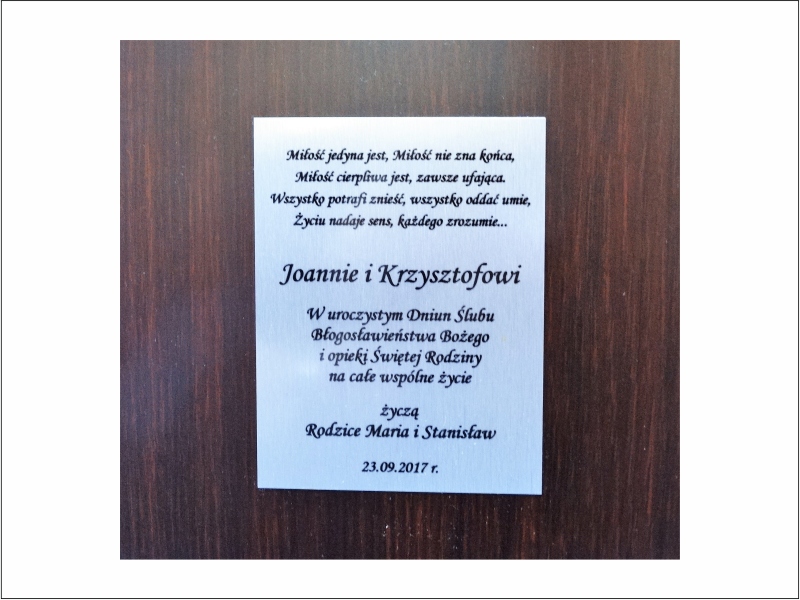 Miłość jedyna jest, Miłość nie zna końca,
Miłość cierpliwa jest, zawsze ufająca.
Wszystko potrafi znieść, wszystko oddać umie,
Życiu nadaje sens, każdego zrozumie...
Joannie i Krzysztofowi
W uroczystym Dniun Ślubu
Błogosławieństwa Bożego
i opieki Świętej Rodziny
na całe wspólne życie
życzą
Rodzice Maria i Stanisław
23.09.2017 r.